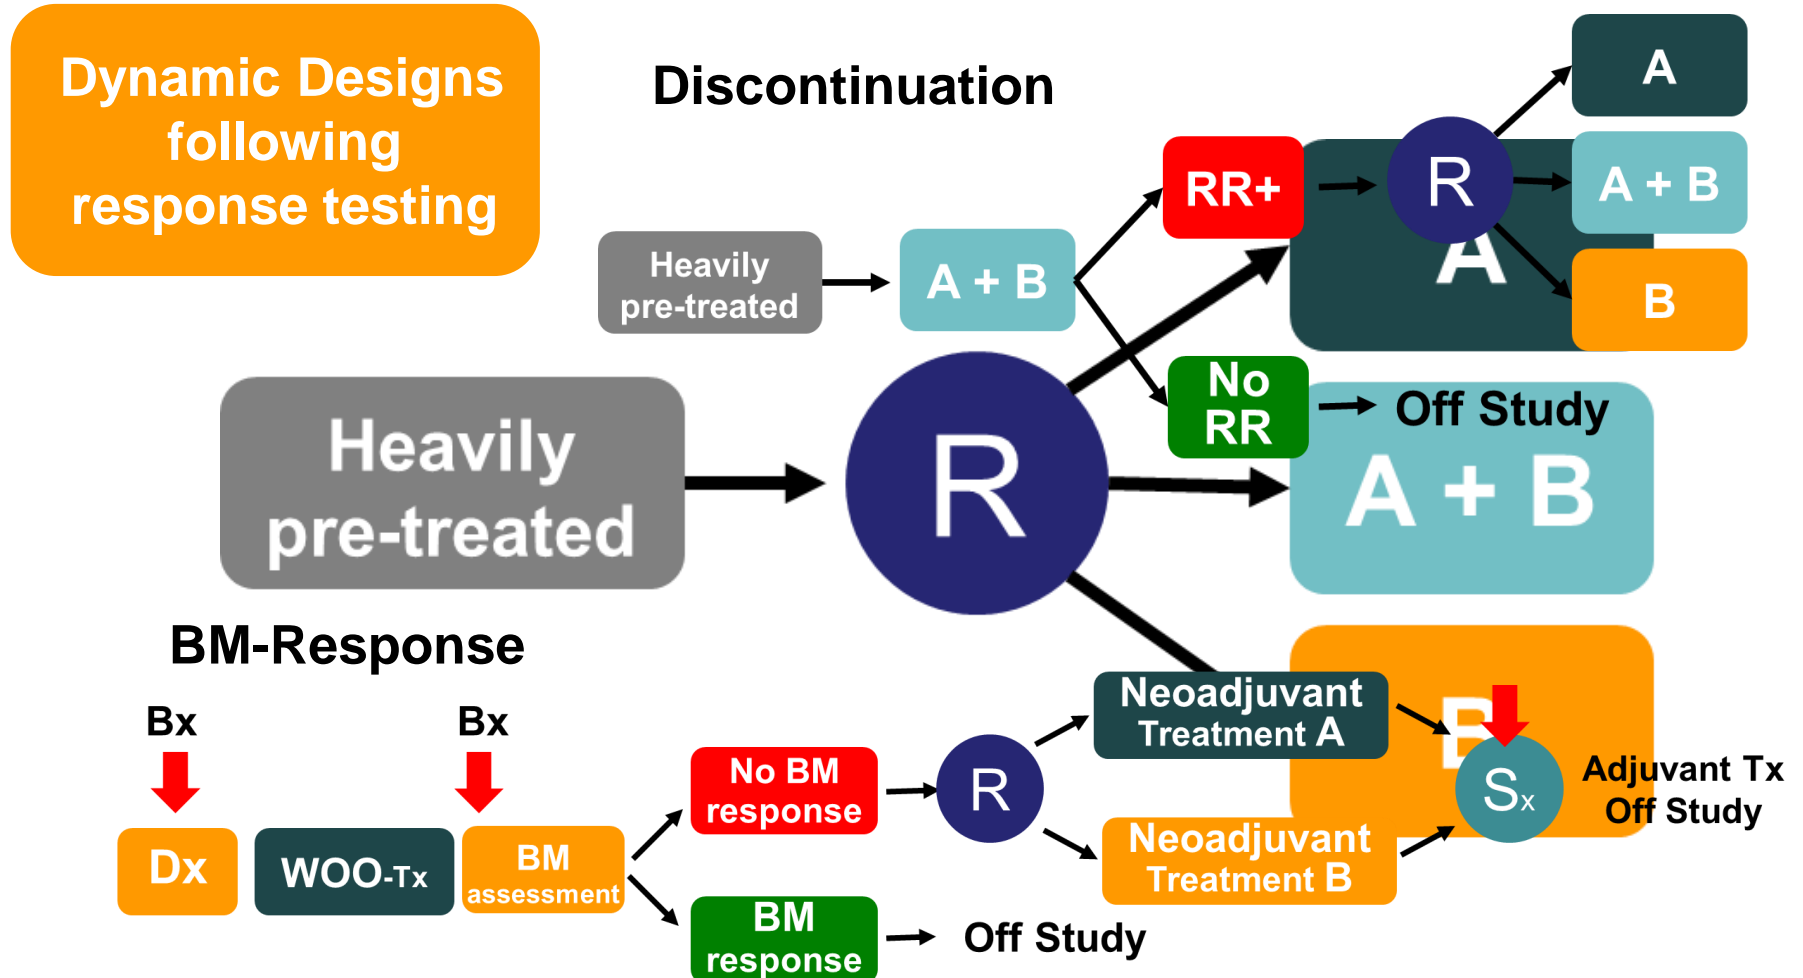 Dynamic Designs
following
response testing
Discontinuation
Heavily
pre-treated
A + B
RR+
R
A
A + B
B
No
RR
Off Study
Heavily
pre-treated
R
A
A + B
B
BM-Response
Bx
Bx
Dx
WOO-Tx
BM
assessment
No BM
response
BM
response
Off Study
R
Neoadjuvant
Treatment A
Neoadjuvant
Treatment B
Sx
Adjuvant Tx
Off Study